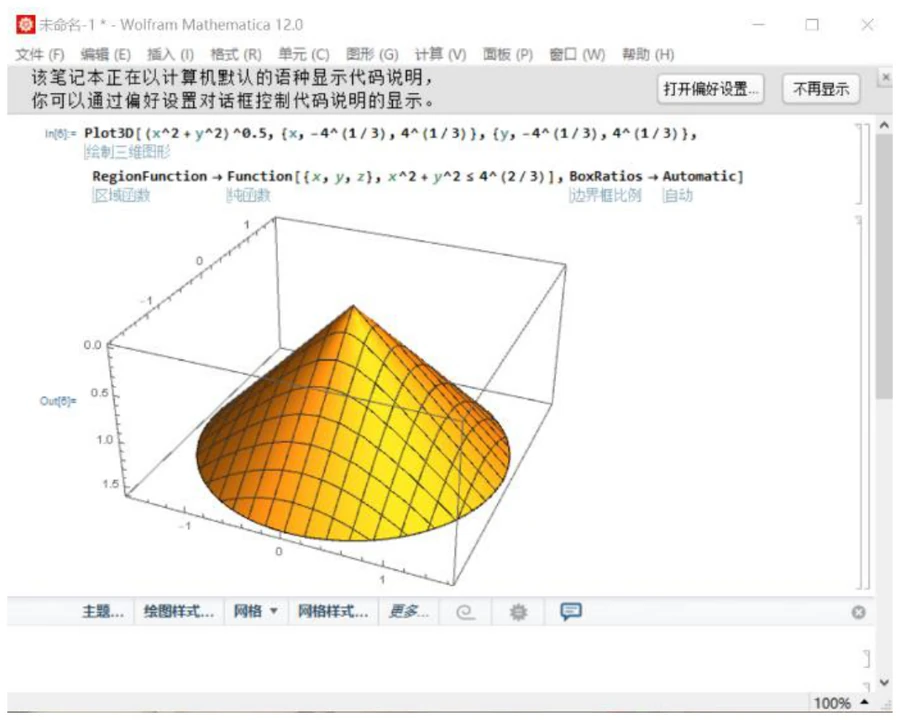 未命名-1 * - Wolfram Mathematica 12.0
文件 (F) 编辑 (E) 插入 (I) 格式 (R) 单元 (C) 图形 (G) 计算 (V) 面板 (P) 窗口 (W) 帮助 (H)
该笔记本正在以计算机默认的语种显示代码说明，
你可以通过偏好设置对话框控制代码说明的显示。
打开偏好设置... 不再显示
In[6]:= Plot3D[(x^2 + y^2)^0.5, {x, -4^(1/3), 4^(1/3)}, {y, -4^(1/3), 4^(1/3)},
绘制三维图形
RegionFunction → Function[{x, y, z}, x^2 + y^2 ≤ 4^(2/3)], BoxRatios → Automatic]
区域函数 纯函数 边界框比例 自动
1
0
-1
0.0
0.5
Out[6]=
1.0
1.5
-1
0
1
主题... 绘图样式... 网格 ▼ 网格样式... 更多...
100%